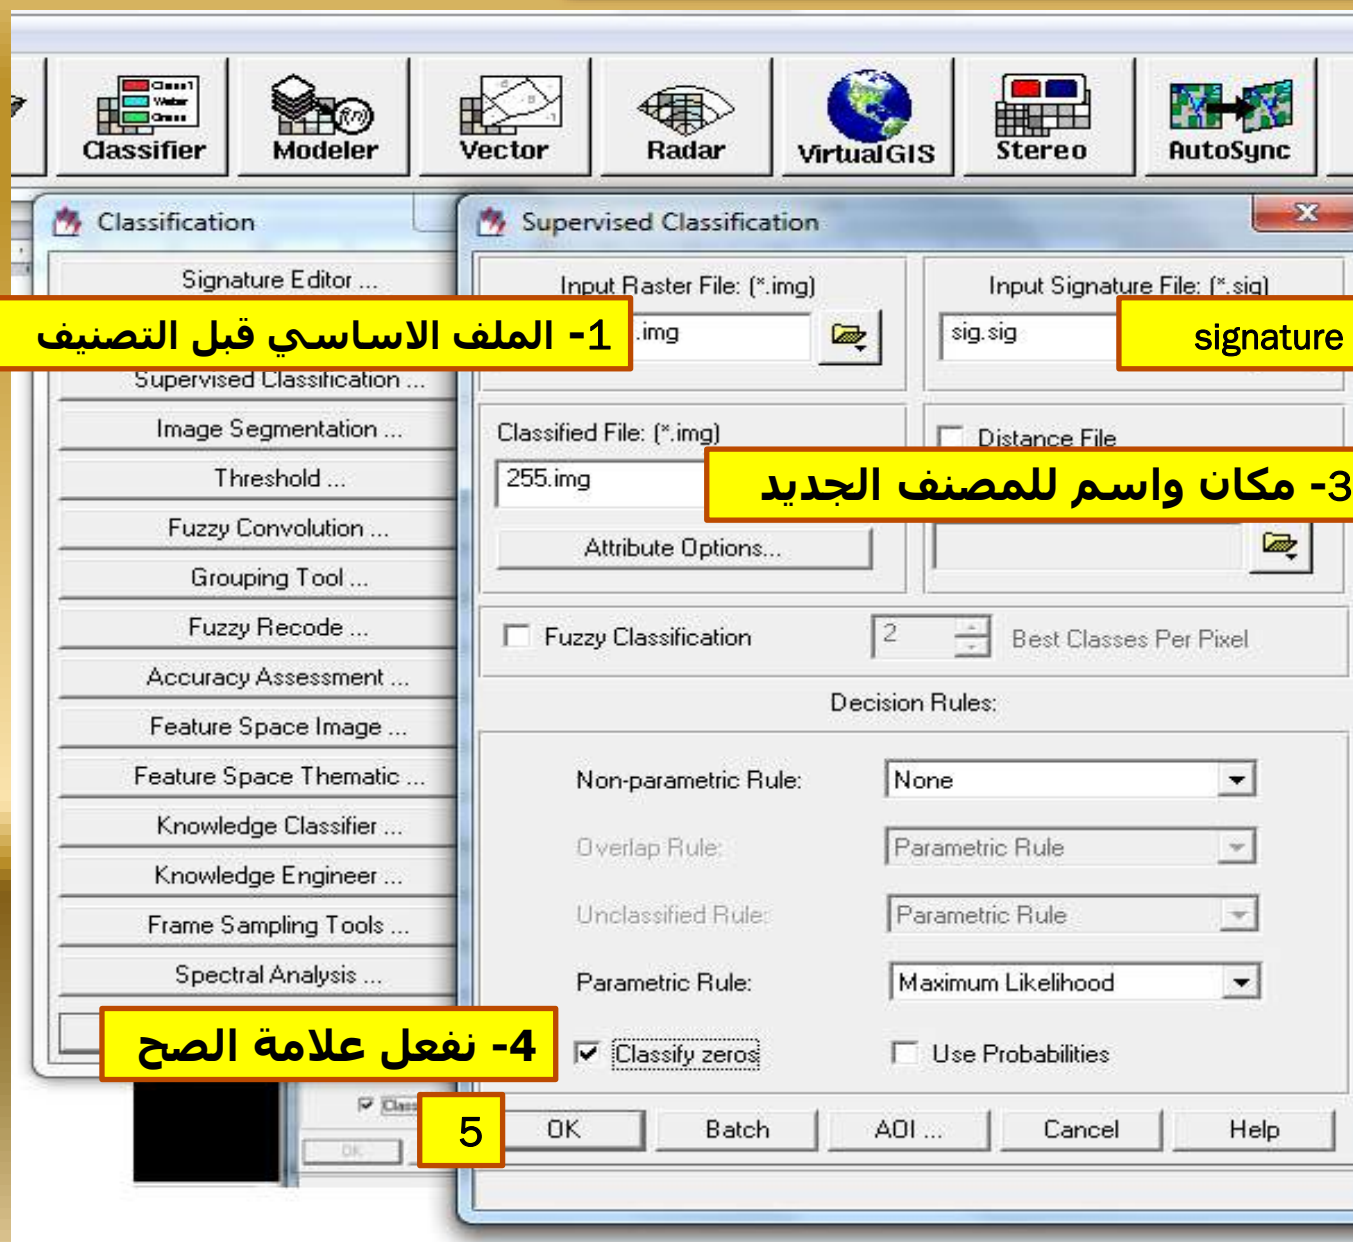 Class1
Water
Grass
Classifier
Modeler
Vector
Radar
VirtualGIS
Stereo
AutoSync
Classification
Signature Editor ...
Supervised Classification ...
Image Segmentation ...
Threshold ...
Fuzzy Convolution ...
Grouping Tool ...
Fuzzy Recode ...
Accuracy Assessment ...
Feature Space Image ...
Feature Space Thematic ...
Knowledge Classifier ...
Knowledge Engineer ...
Frame Sampling Tools ...
Spectral Analysis ...
Supervised Classification
Input Raster File: (*.img)
Input Signature File: (*.sig)
1- الملف الاساسي قبل التصنيف
.img
sig.sig
signature
Classified File: (*.img)
Distance File
255.img
3- مكان واسم للمصنف الجديد
Attribute Options...
Fuzzy Classification
2
Best Classes Per Pixel
Decision Rules:
Non-parametric Rule:
None
Overlap Rule:
Parametric Rule
Unclassified Rule:
Parametric Rule
Parametric Rule:
Maximum Likelihood
4- نفعل علامة الصح
Classify zeros
Use Probabilities
5
OK
Batch
AOI ...
Cancel
Help
OK